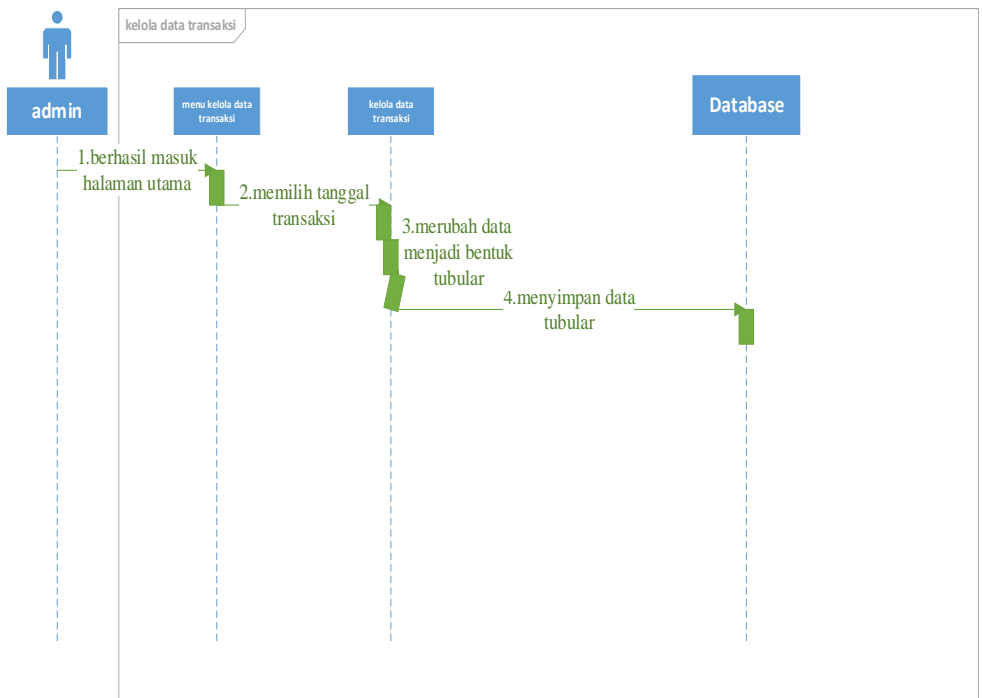 kelola data transaksi
admin
menu kelola data
transaksi
kelola data
transaksi
Database
1.berhasil masuk
halaman utama
2.memilih tanggal
transaksi
3.merubah data
menjadi bentuk
tubular
4.menyimpan data
tubular